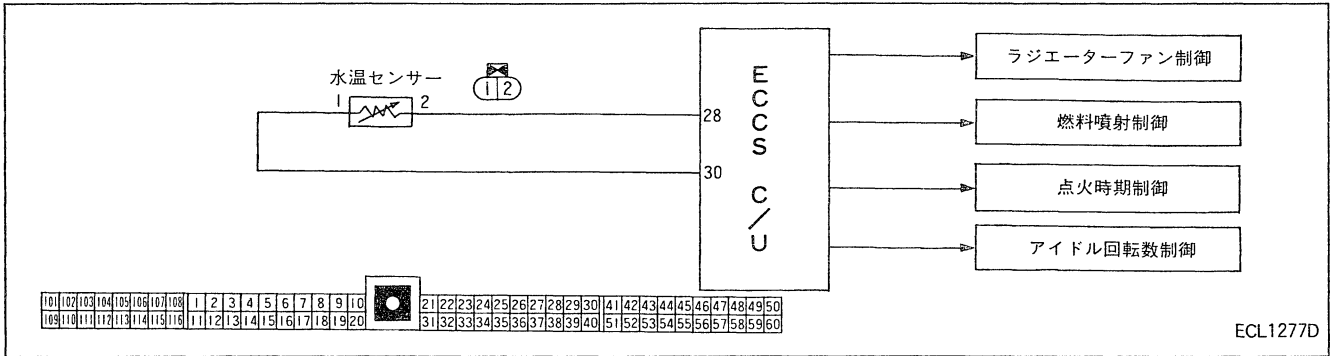 水温センサー
1 2
1 2
28
30
ECCS C/U
ラジエーターファン制御
燃料噴射制御
点火時期制御
アイドル回転数制御
101 102 103 104 105 106 107 108 1 2 3 4 5 6 7 8 9 10 21 22 23 24 25 26 27 28 29 30 41 42 43 44 45 46 47 48 49 50
109 110 111 112 113 114 115 116 11 12 13 14 15 16 17 18 19 20 31 32 33 34 35 36 37 38 39 40 51 52 53 54 55 56 57 58 59 60
ECL1277D